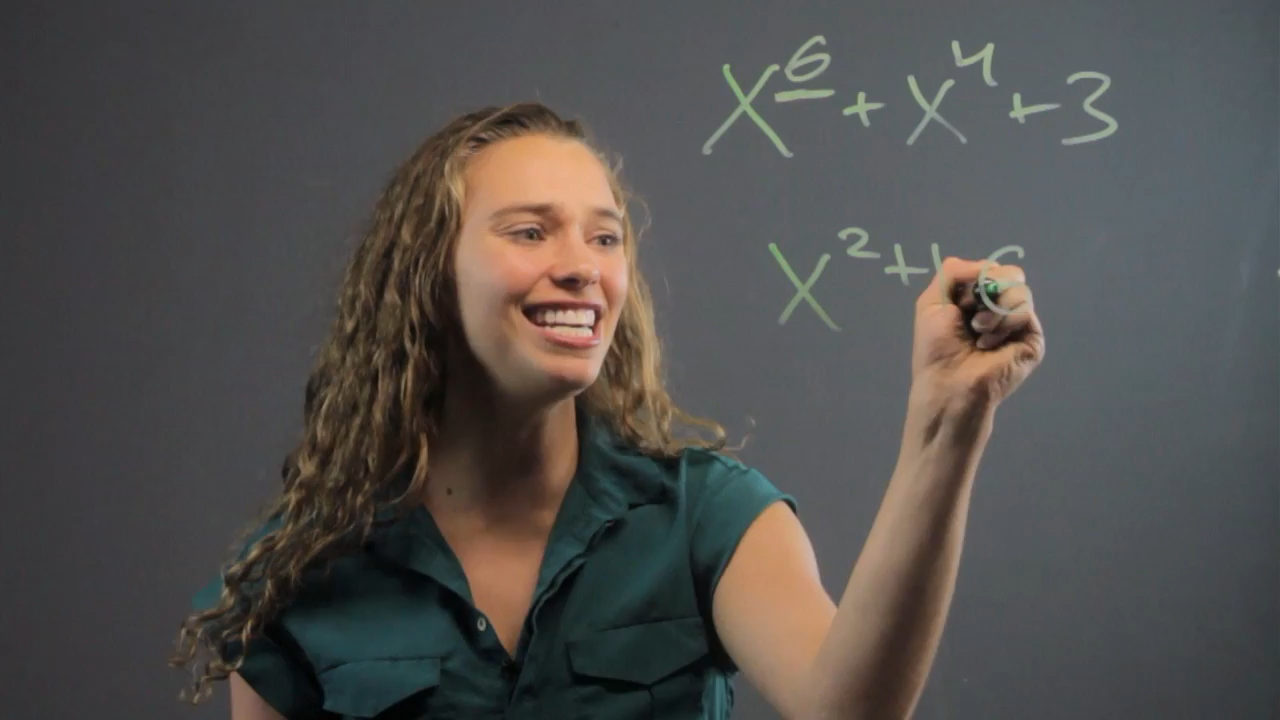 x⁶ + x⁴ + 3
x² +